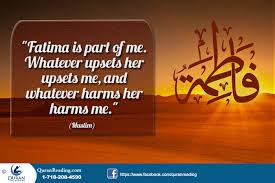 "Fatima is part of me.
Whatever upsets her
upsets me, and
whatever harms her
harms me."
(Muslim)
فاطمة
QURAN
QuranReading.com
1-718-208-4590
f https://www.facebook.com/quranreading